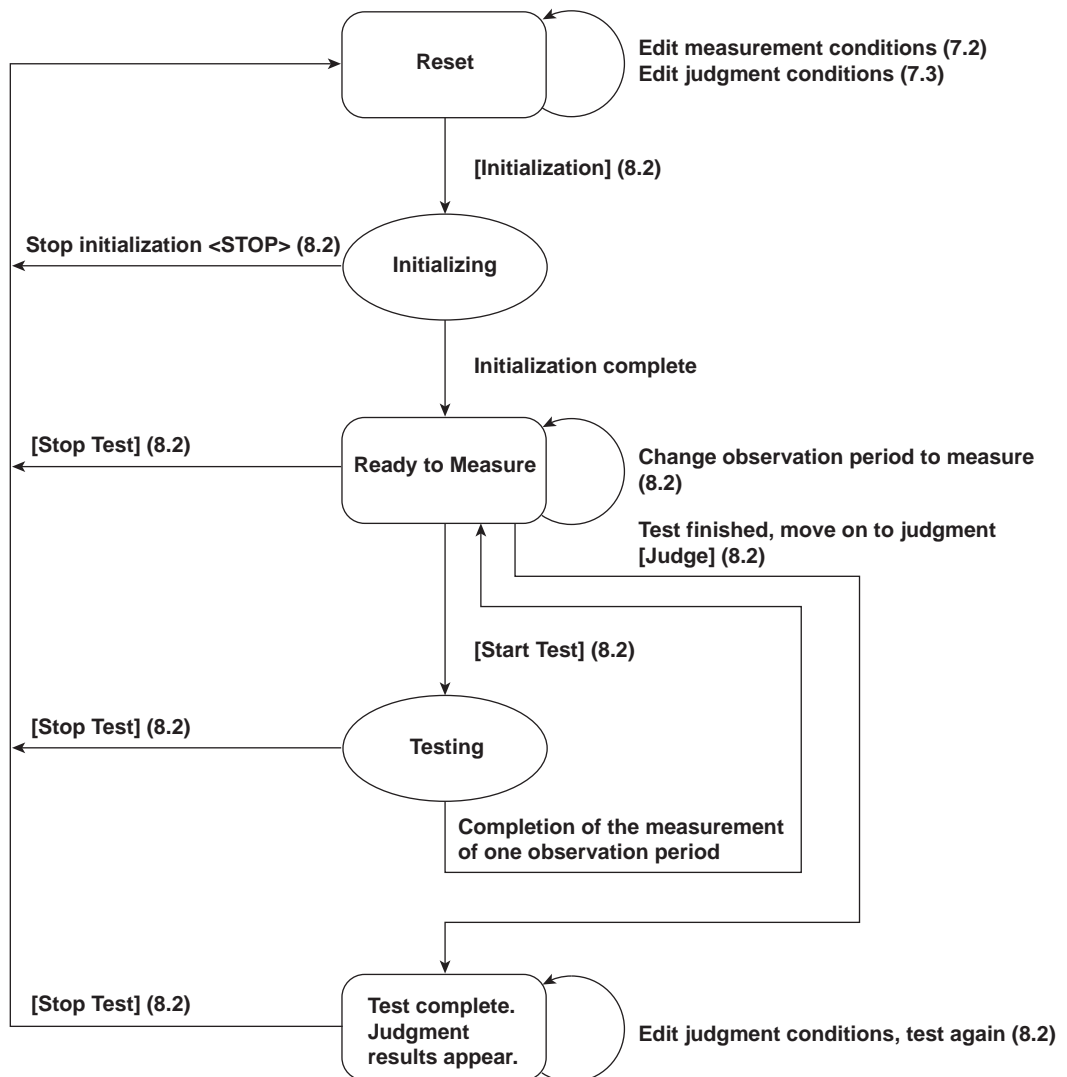 Reset
Edit measurement conditions (7.2)
Edit judgment conditions (7.3)
[Initialization] (8.2)
Stop initialization <STOP> (8.2)
Initializing
Initialization complete
[Stop Test] (8.2)
Ready to Measure
Change observation period to measure
(8.2)
Test finished, move on to judgment
[Judge] (8.2)
[Start Test] (8.2)
[Stop Test] (8.2)
Testing
Completion of the measurement
of one observation period
[Stop Test] (8.2)
Test complete.
Judgment
results appear.
Edit judgment conditions, test again (8.2)